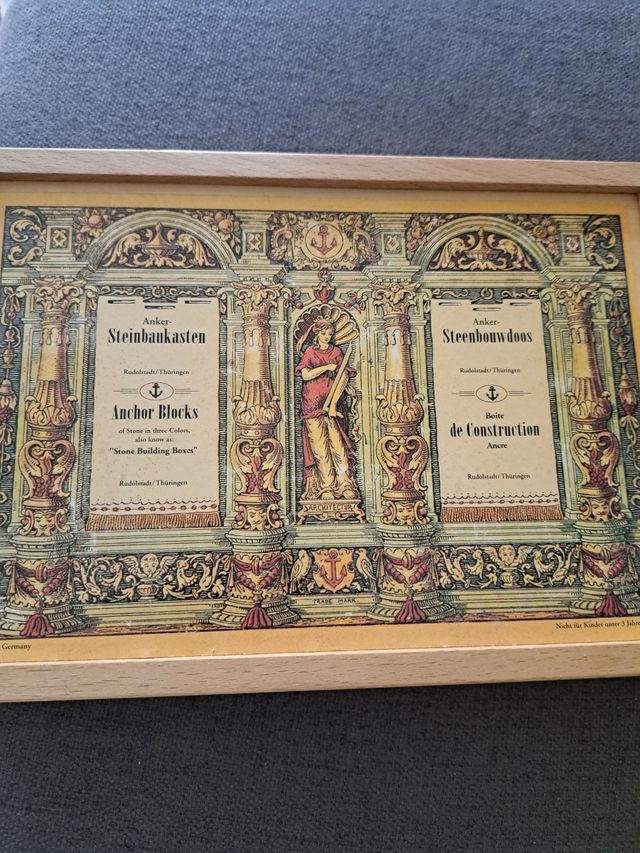 Anker-
Steinbaukasten
Rudolstadt/Thüringen
Anchor Blocks
of Stone in three Colors,
also know as:
"Stone Building Boxes"
Rudolstadt/Thüringen
Anker-
Steenbouwdoos
Rudolstadt/Thüringen
Boite
de Construction
Ancre
Rudolstadt/Thüringen
ARCHITECTUR
TRADE MARK
Germany
Nicht für Kinder unter 3 Jahre